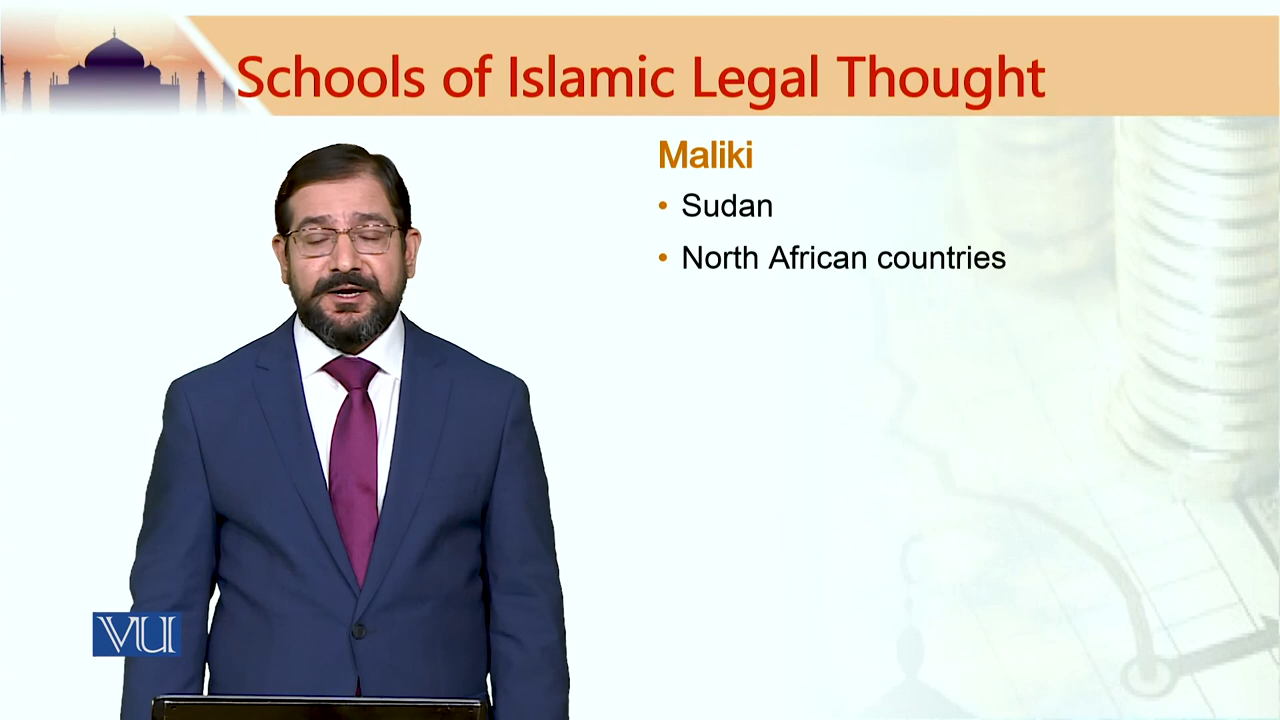 Schools of Islamic Legal Thought
Maliki
• Sudan
• North African countries
VU